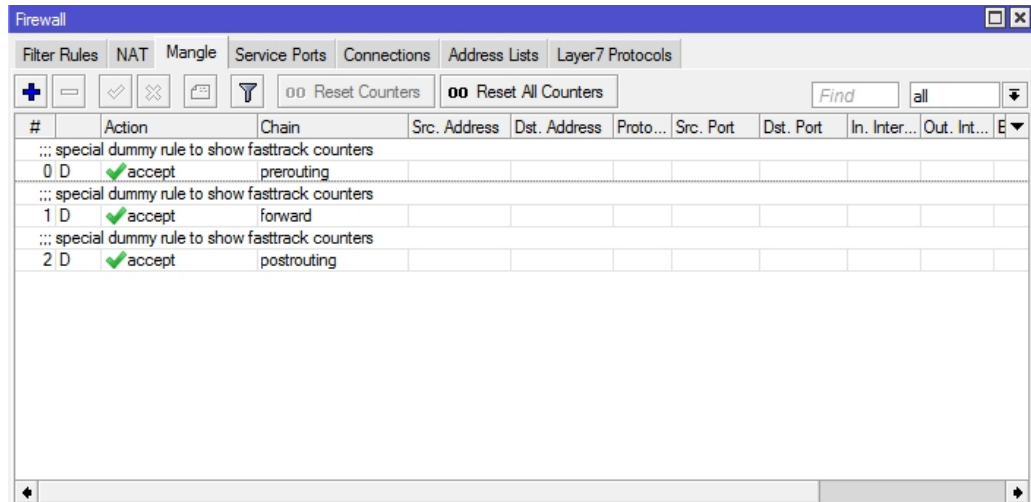 Firewall
Filter Rules NAT Mangle Service Ports Connections Address Lists Layer7 Protocols
00 Reset Counters 00 Reset All Counters Find all
# Action Chain Src. Address Dst. Address Proto... Src. Port Dst. Port In. Inter... Out. Int...
;;; special dummy rule to show fasttrack counters
0 D accept prerouting
;;; special dummy rule to show fasttrack counters
1 D accept forward
;;; special dummy rule to show fasttrack counters
2 D accept postrouting